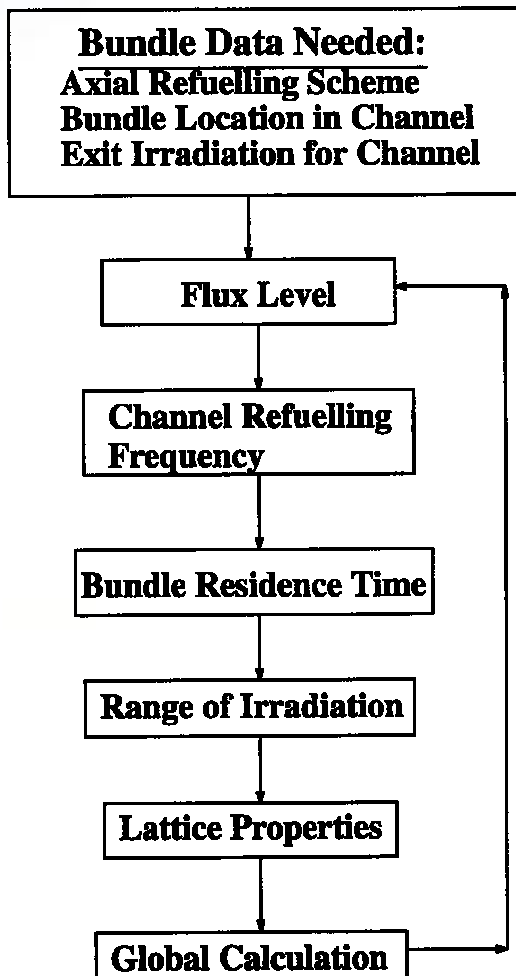 Bundle Data Needed:
Axial Refuelling Scheme
Bundle Location in Channel
Exit Irradiation for Channel
Flux Level
Channel Refuelling
Frequency
Bundle Residence Time
Range of Irradiation
Lattice Properties
Global Calculation